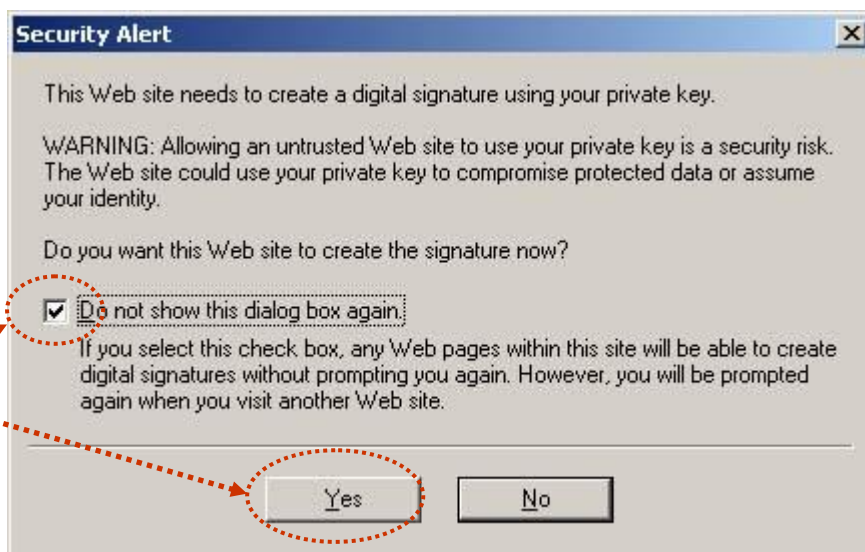 Security Alert
This Web site needs to create a digital signature using your private key.
WARNING: Allowing an untrusted Web site to use your private key is a security risk.
The Web site could use your private key to compromise protected data or assume
your identity.
Do you want this Web site to create the signature now?
Do not show this dialog box again.
If you select this check box, any Web pages within this site will be able to create
digital signatures without prompting you again. However, you will be prompted
again when you visit another Web site.
Yes No